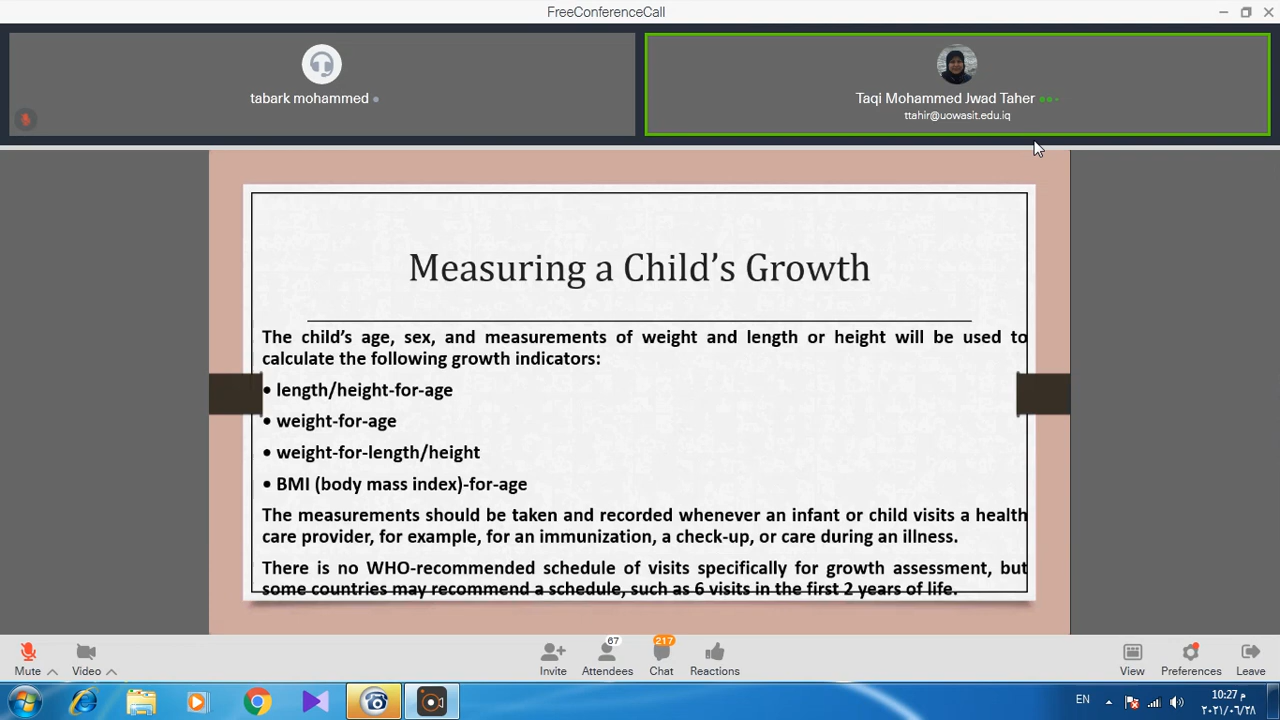 FreeConferenceCall
tabark mohammed
Taqi Mohammed Jwad Taher
ttahir@uowasit.edu.iq
Measuring a Child’s Growth
The child’s age, sex, and measurements of weight and length or height will be used to
calculate the following growth indicators:
• length/height-for-age
• weight-for-age
• weight-for-length/height
• BMI (body mass index)-for-age
The measurements should be taken and recorded whenever an infant or child visits a health
care provider, for example, for an immunization, a check-up, or care during an illness.
There is no WHO-recommended schedule of visits specifically for growth assessment, but
some countries may recommend a schedule, such as 6 visits in the first 2 years of life.
67
217
Mute
Video
Invite
Attendees
Chat
Reactions
View
Preferences
Leave
EN
10:27 م
٢٠٢١/٠٦/٢٨